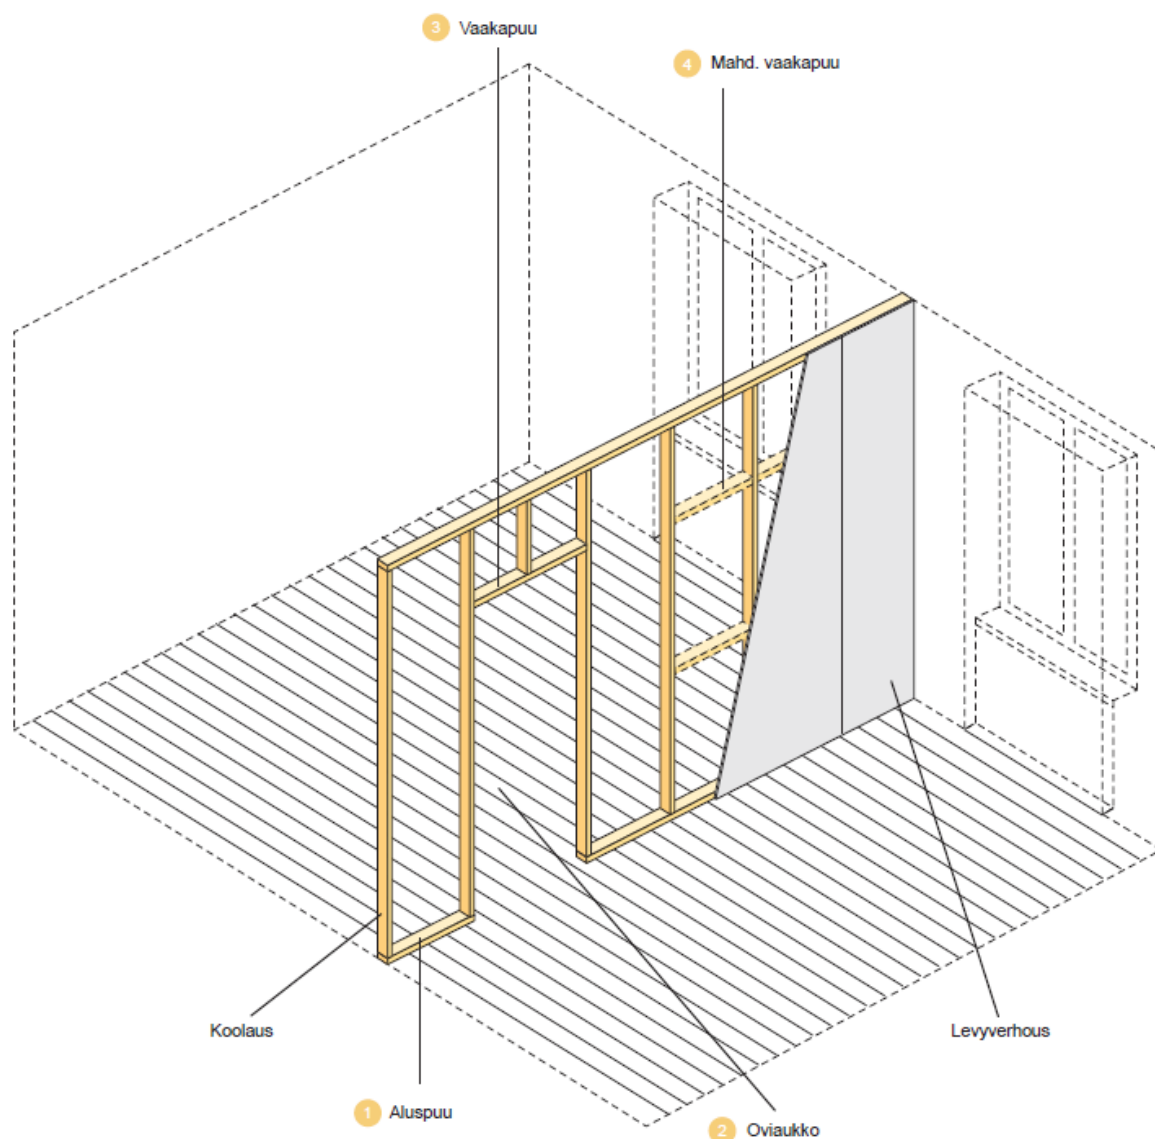 3 Vaakapuu
4 Mahd. vaakapuu
Koolaus
Levyverhous
1 Aluspuu
2 Oviaukko